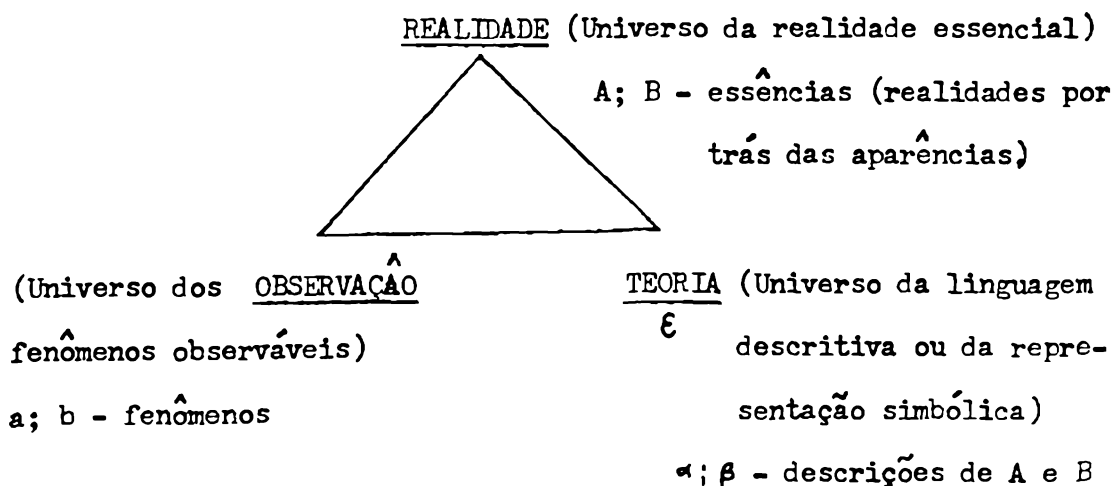 REALIDADE (Universo da realidade essencial)
A; B - essências (realidades por
trás das aparências)
(Universo dos OBSERVAÇÂO
fenômenos observáveis)
a; b - fenômenos
TEORIA (Universo da linguagem
ε
descritiva ou da repre-
sentação simbólica)
α; β - descrições de A e B